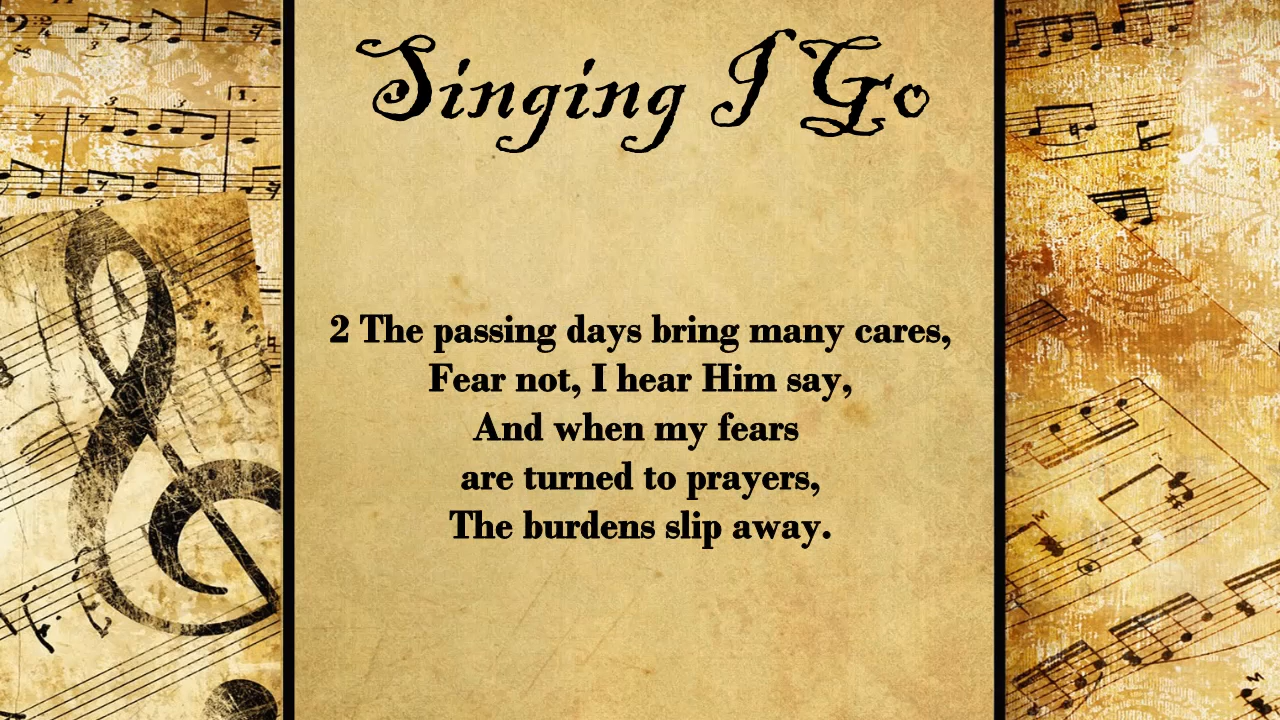 Singing I Go
2 The passing days bring many cares,
Fear not, I hear Him say,
And when my fears
are turned to prayers,
The burdens slip away.